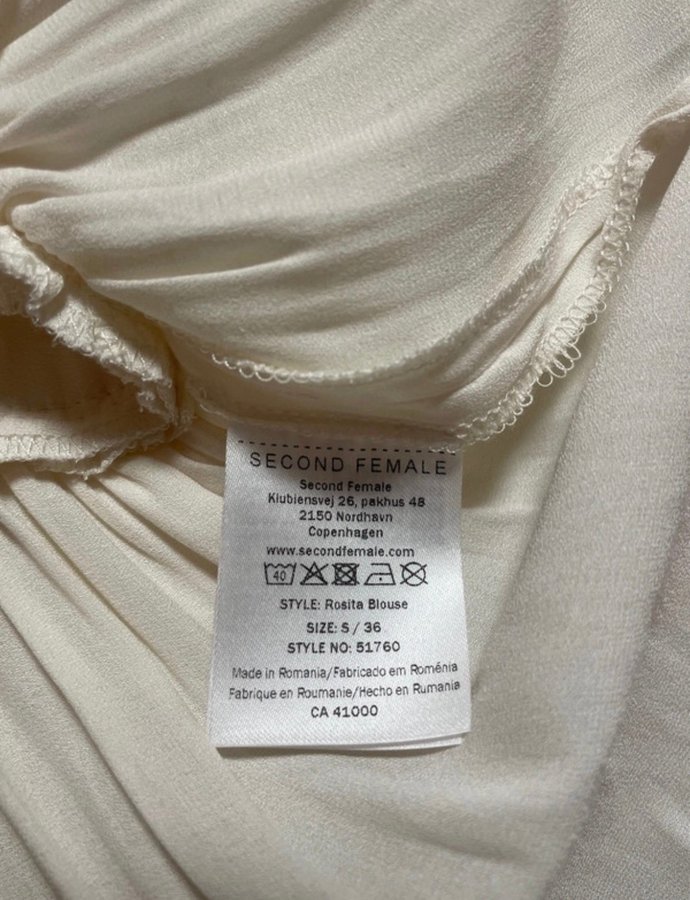 SECOND FEMALE
Second Female
Klubiensvej 26, pakhus 48
2150 Nordhavn
Copenhagen
www.secondfemale.com
40
STYLE: Rosita Blouse
SIZE: S / 36
STYLE NO: 51760
Made in Romania/Fabricado em Roménia
Fabrique en Roumanie/Hecho en Rumania
CA 41000